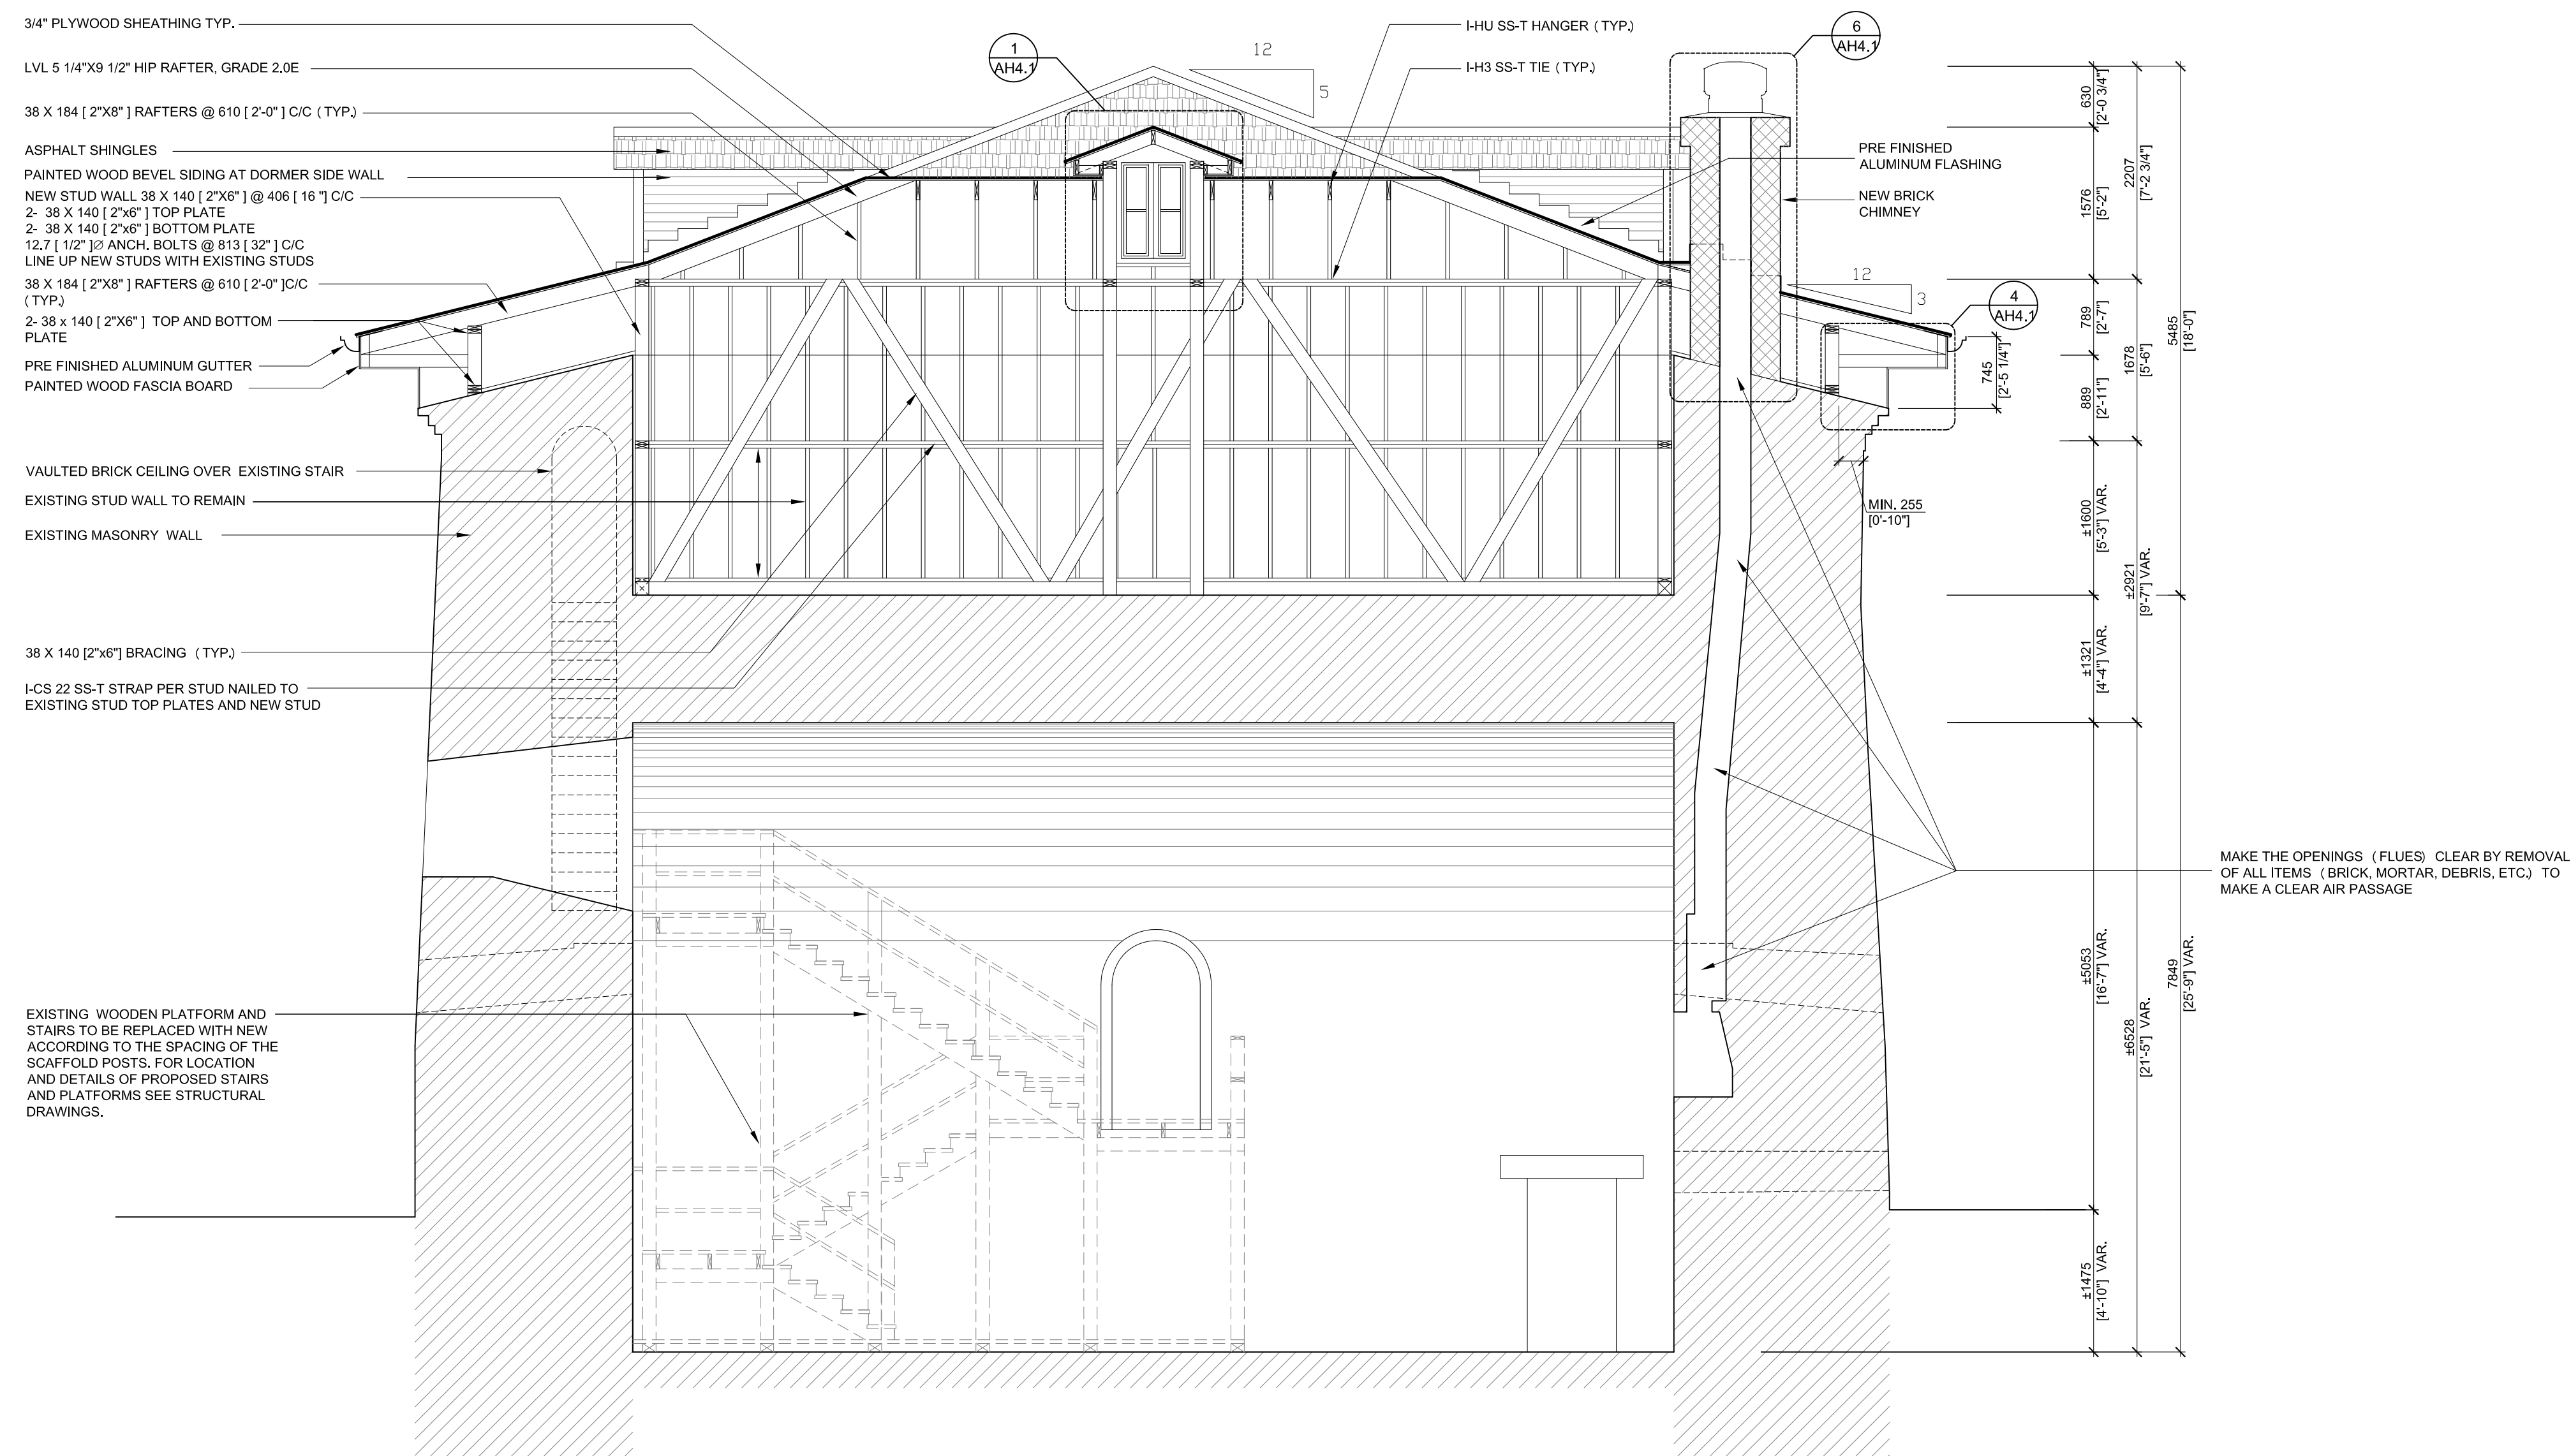 3/4" PLYWOOD SHEATHING TYP.
LVL 5 1/4"X9 1/2" HIP RAFTER, GRADE 2.0E
38 X 184 [ 2"X8" ] RAFTERS @ 610 [ 2'-0" ] C/C (TYP.)
ASPHALT SHINGLES
PAINTED WOOD BEVEL SIDING AT DORMER SIDE WALL
NEW STUD WALL 38 X 140 [ 2"X6" ] @ 406 [ 16 "] C/C
2- 38 X 140 [ 2"x6" ] TOP PLATE
2- 38 X 140 [ 2"x6" ] BOTTOM PLATE
12.7 [ 1/2" ]∅ ANCH. BOLTS @ 813 [ 32" ] C/C
LINE UP NEW STUDS WITH EXISTING STUDS
38 X 184 [ 2"X8" ] RAFTERS @ 610 [ 2'-0" ]C/C
(TYP.)
2- 38 x 140 [ 2"X6" ] TOP AND BOTTOM
PLATE
PRE FINISHED ALUMINUM GUTTER
PAINTED WOOD FASCIA BOARD
VAULTED BRICK CEILING OVER EXISTING STAIR
EXISTING STUD WALL TO REMAIN
EXISTING MASONRY WALL
38 X 140 [2"x6"] BRACING (TYP.)
I-CS 22 SS-T STRAP PER STUD NAILED TO
EXISTING STUD TOP PLATES AND NEW STUD
EXISTING WOODEN PLATFORM AND
STAIRS TO BE REPLACED WITH NEW
ACCORDING TO THE SPACING OF THE
SCAFFOLD POSTS. FOR LOCATION
AND DETAILS OF PROPOSED STAIRS
AND PLATFORMS SEE STRUCTURAL
DRAWINGS.
1
AH4.1
12
5
I-HU SS-T HANGER (TYP.)
I-H3 SS-T TIE (TYP.)
6
AH4.1
PRE FINISHED
ALUMINUM FLASHING
NEW BRICK
CHIMNEY
12
3
4
AH4.1
745
[2'-5 1/4"]
MIN. 255
[0'-10"]
630
[2'-0 3/4"]
1576
[5'-2"]
789
[2'-7"]
889
[2'-11"]
±1600
[5'-3"] VAR.
±1321
[4'-4"] VAR.
±5053
[16'-7"] VAR.
±1475
[4'-10"] VAR.
2207
[7'-2 3/4"]
1678
[5'-6"]
±2921
[9'-7"] VAR.
±6528
[21'-5"] VAR.
5485
[18'-0"]
7849
[25'-9"] VAR.
MAKE THE OPENINGS (FLUES) CLEAR BY REMOVAL
OF ALL ITEMS (BRICK, MORTAR, DEBRIS, ETC.) TO
MAKE A CLEAR AIR PASSAGE